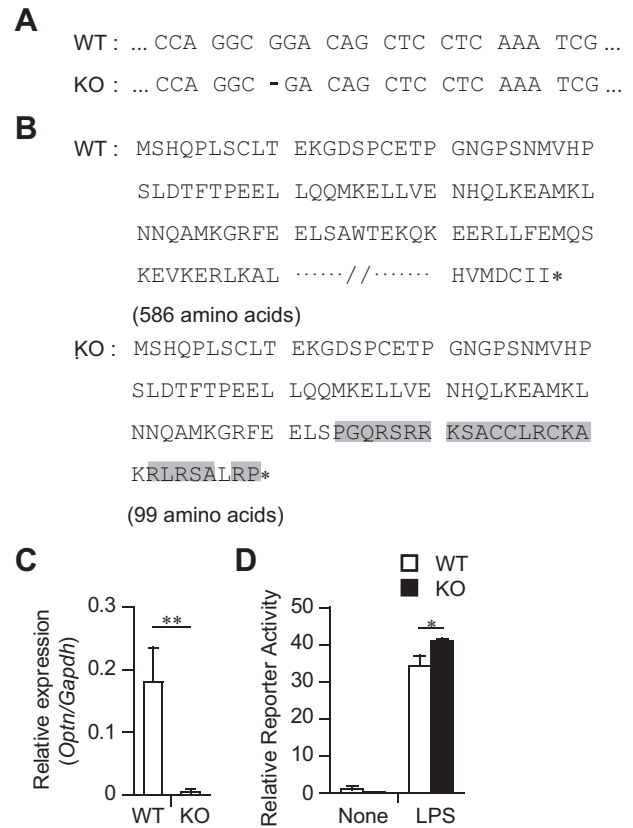 A
WT : ... CCA GGC GGA CAG CTC CTC AAA TCG ...
KO : ... CCA GGC -GA CAG CTC CTC AAA TCG ...
B
WT : MSHQPLSCLT EKGDSPCETP GNGPSNMVHP
SLDTFTPEEL LQQMKELLVE NHQLKEAMKL
NNQAMKGRFE ELSAWTEKQK EERLLFEMQS
KEVKERLKAL ······//······· HVMDCII*
(586 amino acids)
KO : MSHQPLSCLT EKGDSPCETP GNGPSNMVHP
SLDTFTPEEL LQQMKELLVE NHQLKEAMKL
NNQAMKGRFE ELSPGQRSRR KSACCLRCKA
KRLRSALRP*
(99 amino acids)
C
Relative expression
(Optn/Gapdh)
0.3
0.2
0.1
0
**
WT KO
D
WT
KO
Relative Reporter Activity
50
40
30
20
10
0
*
None LPS